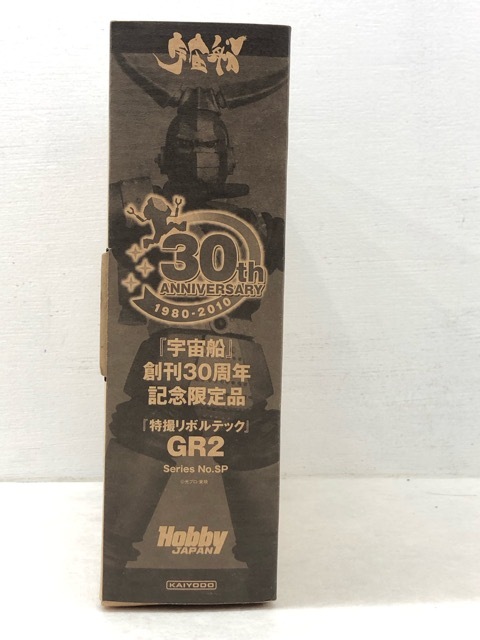 宇宙船
30th
ANNIVERSARY
1980-2010
『宇宙船』
創刊30周年
記念限定品
『特撮リボルテック』
GR2
Series No.SP
Hobby
JAPAN
KAIYODO